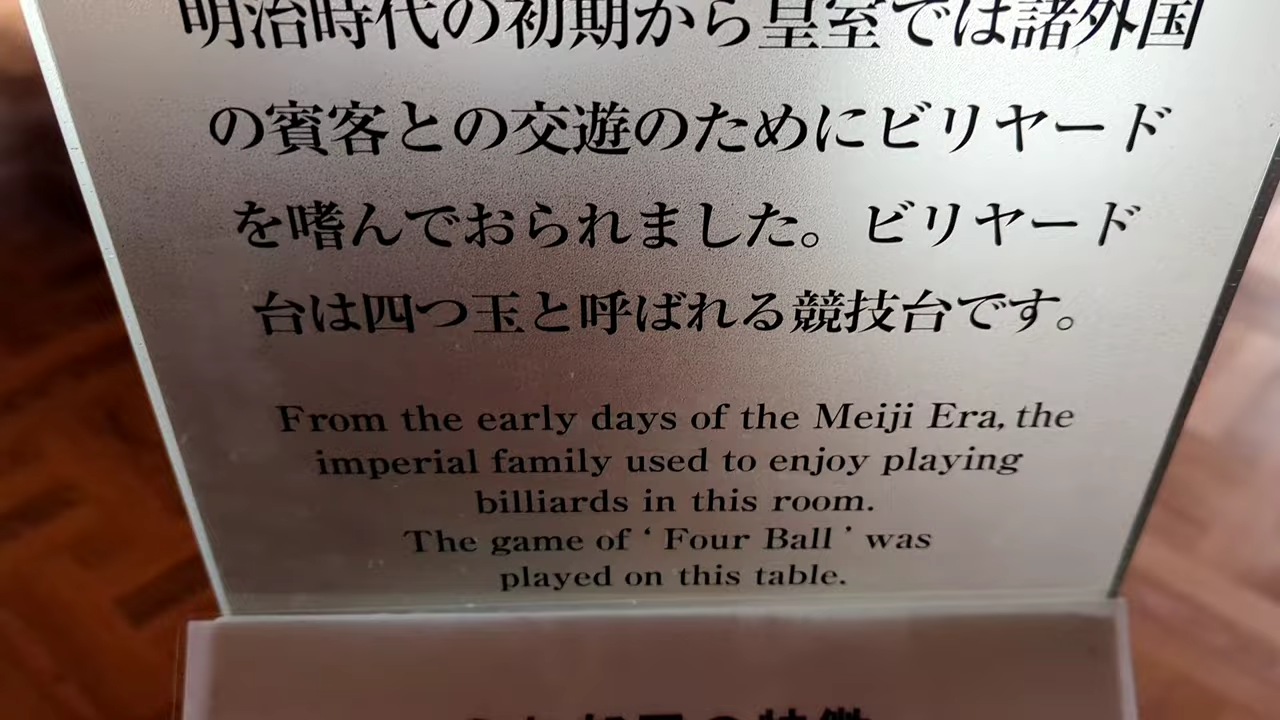 明治時代の初期から皇室では諸外国
の賓客との交遊のためにビリヤード
を嗜んでおられました。ビリヤード
台は四つ玉と呼ばれる競技台です。
From the early days of the Meiji Era, the
imperial family used to enjoy playing
billiards in this room.
The game of ‘ Four Ball ’ was
played on this table.